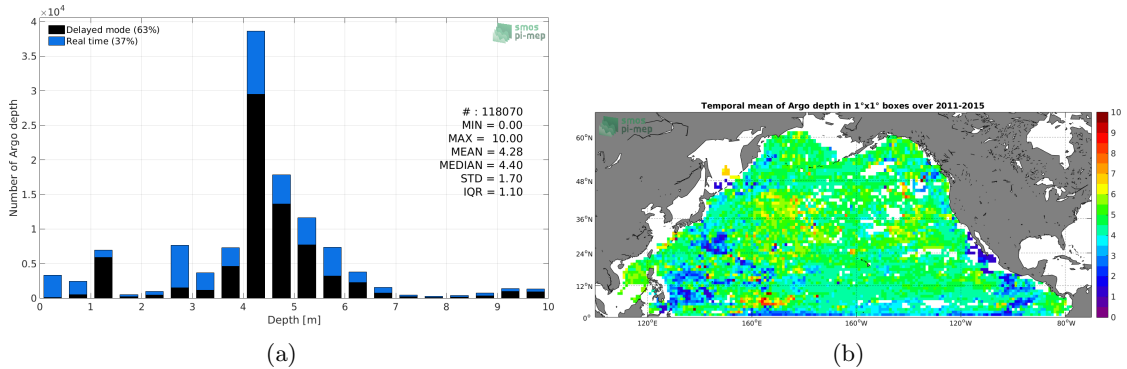 ×10⁴
4
3.5
3
2.5
2
1.5
1
0.5
0
Number of Argo depth
Delayed mode (63%)
Real time (37%)
smos
pi-mep
# : 118070
MIN = 0.00
MAX = 10.00
MEAN = 4.28
MEDIAN = 4.40
STD = 1.70
IQR = 1.10
0 1 2 3 4 5 6 7 8 9 10
Depth [m]
(a)
Temporal mean of Argo depth in 1°x1° boxes over 2011-2015
smos
pi-mep
60°N
48°N
36°N
24°N
12°N
0°
120°E 160°E 160°W 120°W 80°W
10
9
8
7
6
5
4
3
2
1
0
(b)